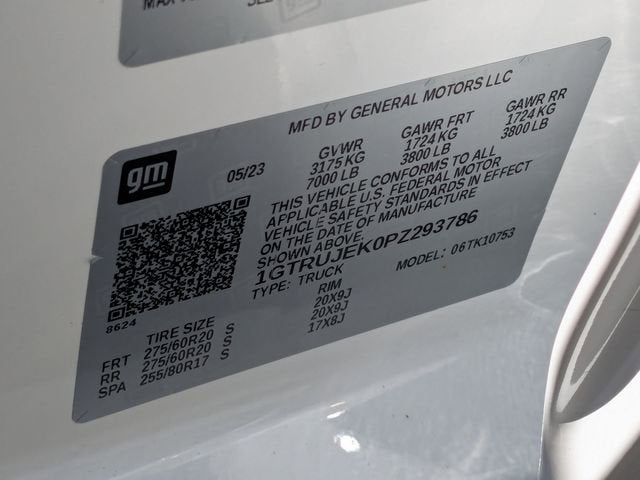 MFD BY GENERAL MOTORS LLC
gm
05/23
GVWR
3175 KG
7000 LB
GAWR FRT
1724 KG
3800 LB
GAWR RR
1724 KG
3800 LB
THIS VEHICLE CONFORMS TO ALL
APPLICABLE U.S. FEDERAL MOTOR
VEHICLE SAFETY STANDARDS IN EFFECT
ON THE DATE OF MANUFACTURE
SHOWN ABOVE.
1GTRUJEK0PZ293786
TYPE: TRUCK
MODEL: 06TK10753
8624
TIRE SIZE RIM
FRT 275/60R20 S 20X9J
RR 275/60R20 S 20X9J
SPA 255/80R17 S 17X8J